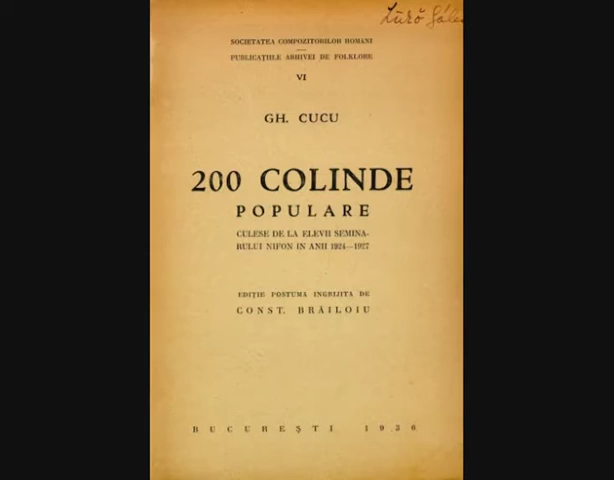 SOCIETATEA COMPOZITORILOR ROMANI
PUBLICAȚIILE ARHIVEI DE FOLKLORE
VI
GH. CUCU
200 COLINDE
POPULARE
CULESE DE LA ELEVII SEMINA-
RULUI NIFON IN ANII 1924—1927
EDIȚIE POSTUMA INGRIJITA DE
CONST. BRĂILOIU
BUCUREȘTI 1936